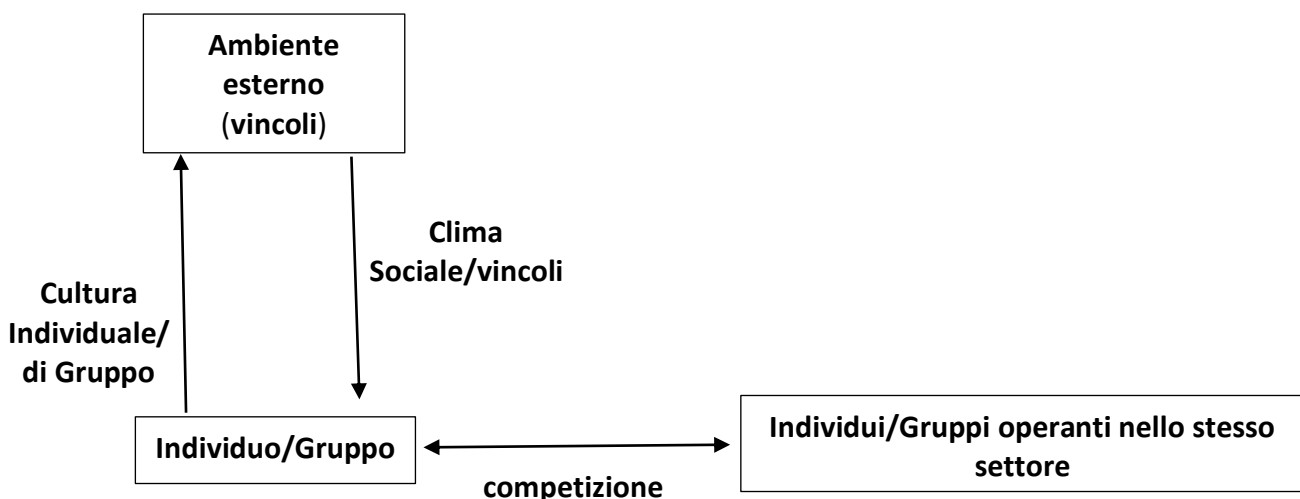 Ambiente
esterno
(vincoli)
Clima
Sociale/vincoli
Cultura
Individuale/
di Gruppo
Individuo/Gruppo
Individui/Gruppi operanti nello stesso
settore
competizione